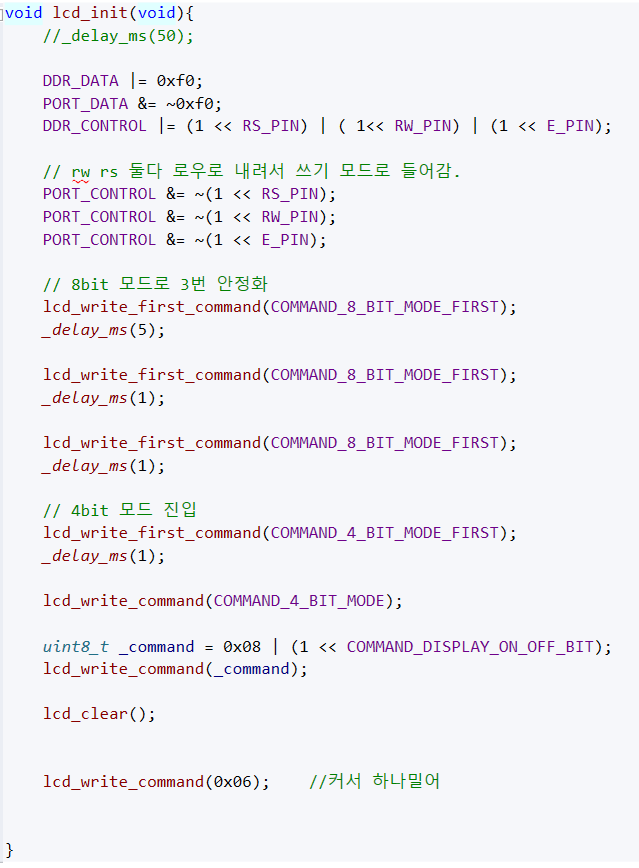 void lcd_init(void){
//_delay_ms(50);
DDR_DATA |= 0xf0;
PORT_DATA &= ~0xf0;
DDR_CONTROL |= (1 << RS_PIN) | ( 1<< RW_PIN) | (1 << E_PIN);
// rw rs 둘다 로우로 내려서 쓰기 모드로 들어감.
PORT_CONTROL &= ~(1 << RS_PIN);
PORT_CONTROL &= ~(1 << RW_PIN);
PORT_CONTROL &= ~(1 << E_PIN);
// 8bit 모드로 3번 안정화
lcd_write_first_command(COMMAND_8_BIT_MODE_FIRST);
_delay_ms(5);
lcd_write_first_command(COMMAND_8_BIT_MODE_FIRST);
_delay_ms(1);
lcd_write_first_command(COMMAND_8_BIT_MODE_FIRST);
_delay_ms(1);
// 4bit 모드 진입
lcd_write_first_command(COMMAND_4_BIT_MODE_FIRST);
_delay_ms(1);
lcd_write_command(COMMAND_4_BIT_MODE);
uint8_t _command = 0x08 | (1 << COMMAND_DISPLAY_ON_OFF_BIT);
lcd_write_command(_command);
lcd_clear();
lcd_write_command(0x06);    //커서 하나밀어
}